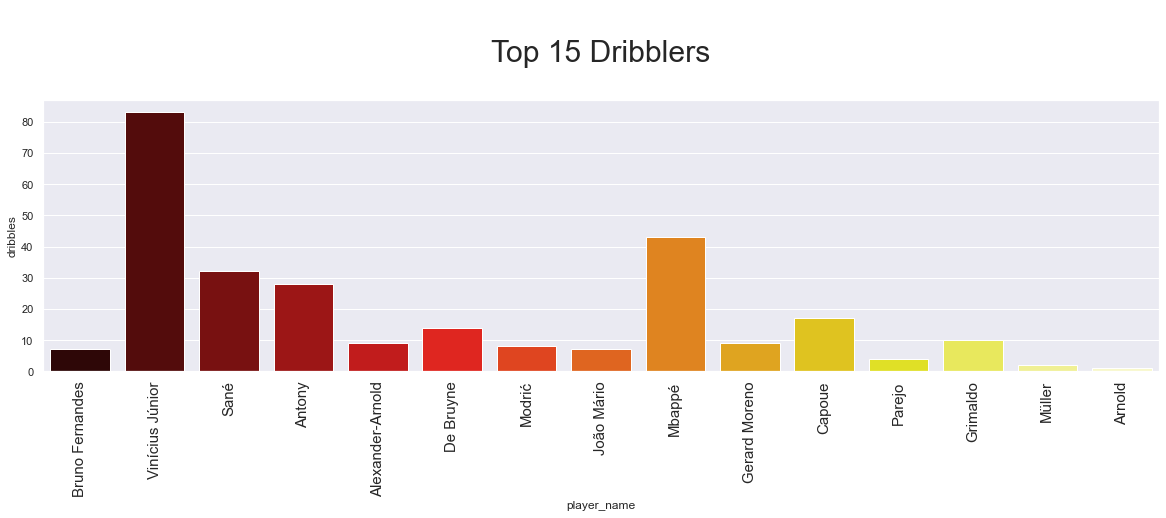 Top 15 Dribblers
dribbles
80
70
60
50
40
30
20
10
0
Bruno Fernandes
Vinícius Júnior
Sané
Antony
Alexander-Arnold
De Bruyne
Modrić
João Mário
Mbappé
Gerard Moreno
Capoue
Parejo
Grimaldo
Müller
Arnold
player_name